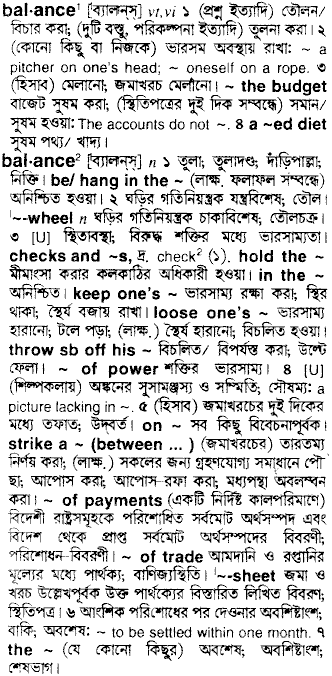 bal·ance¹ [ব্যালন্স্] vt,vi ১ (প্রশ্ন ইত্যাদি) তৌলন/
বিচার করা; (দুটি বস্তু, পরিকল্পনা ইত্যাদি) তুলনা করা। ২
(কোনো কিছু বা নিজকে) ভারসম অবস্থায় রাখা: ~ a
pitcher on one's head; ~ oneself on a rope. ৩
(হিসাব) মেলানো; জমাখরচ মেলানো। ~ the budget
বাজেট সুষম করা; (স্থিতিপত্রের দুই দিক সম্বন্ধে) সমান/
সুষম হওয়া: The accounts do not ~. ৪ a ~ed diet
সুষম পথ্য/ খাদ্য।
bal·ance² [ব্যালন্স্] n ১ তুলা; তুলাদণ্ড; দাঁড়িপাল্লা;
নিক্তি। be/ hang in the ~ (লাক্ষ. ফলাফল সম্বন্ধে)
অনিশ্চিত হওয়া। ২ ঘড়ির গতিনিয়ন্ত্রক যন্ত্রবিশেষ; তৌল।
ˈ~-wheel n ঘড়ির গতিনিয়ন্ত্রক চাকাবিশেষ; তৌলচক্র।
৩ [U] স্থিতাবস্থা; বিরুদ্ধ শক্তির মধ্যে ভারসাম্যতা।
checks and ~s, দ্র. check² (১). hold the ~
মীমাংসা করার কলকাঠির অধিকারী হওয়া। in the ~
অনিশ্চিত। keep one's ~ ভারসাম্য রক্ষা করা; স্থির
থাকা; স্থৈর্য বজায় রাখা। loose one's ~ ভারসাম্য
হারানো; টলে পড়া; (লাক্ষ.) স্থৈর্য হারানো; বিচলিত হওয়া।
throw sb off his ~ বিচলিত/ বিপর্যস্ত করা; উল্টে
ফেলা। ~ of power শক্তির ভারসাম্য। ৪ [U]
(শিল্পকলায়) অঙ্কনের সুসামঞ্জস্য ও সম্মিতি; সৌষম্য: a
picture lacking in ~. ৫ (হিসাব) জমাখরচের দুই দিকের
মধ্যে তফাত; উদ্বর্ত। on ~ সব কিছু বিবেচনাপূর্বক।
strike a ~ (between ... ) (জমাখরচের) তারতম্য
নির্ণয় করা; (লাক্ষ.) সকলের জন্য গ্রহণযোগ্য সমাধানে পৌঁ
ছা; আপোস করা; আপোস-রফা করা; মধ্যপন্থা অবলম্বন
করা। ~ of payments (একটি নির্দিষ্ট কালপরিমাণে)
বিদেশী রাষ্ট্রসমূহকে পরিশোধিত সর্বমোট অর্থসম্পদ এবং
বিদেশ থেকে প্রাপ্ত সর্বমোট অর্থসম্পদের বিবরণী;
পরিশোধন-বিবরণী। ~ of trade আমদানি ও রপ্তানির
মূল্যের মধ্যে পার্থক্য; বাণিজ্যস্থিতি। ˈ~-sheet জমা ও
খরচ উল্লেখপূর্বক উক্ত পার্থক্যের বিস্তারিত লিখিত বিবরণ;
স্থিতিপত্র। ৬ আংশিক পরিশোধের পর দেওনার অবশিষ্টাংশ;
বাকি; অবশেষ: ~ to be settled within one month. ৭
the ~ (যে কোনো কিছুর) অবশেষ; অবশিষ্টাংশ;
শেষভাগ।